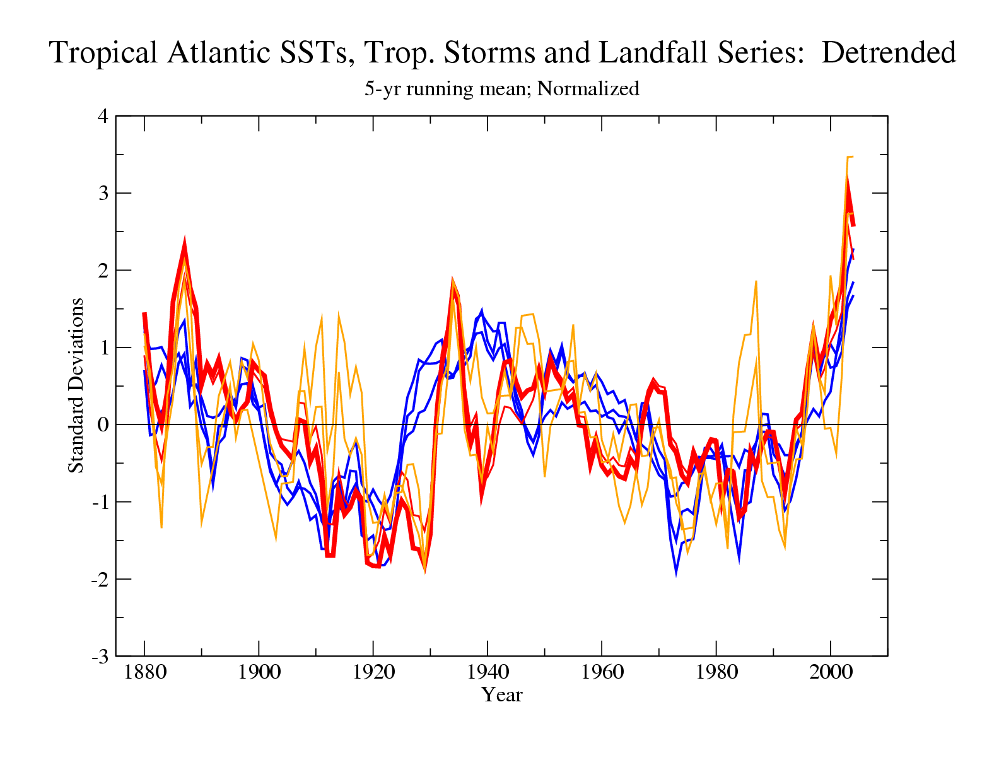 Tropical Atlantic SSTs, Trop. Storms and Landfall Series:  Detrended
5-yr running mean; Normalized
4
3
2
1
0
-1
-2
-3
Standard Deviations
1880 1900 1920 1940 1960 1980 2000
Year